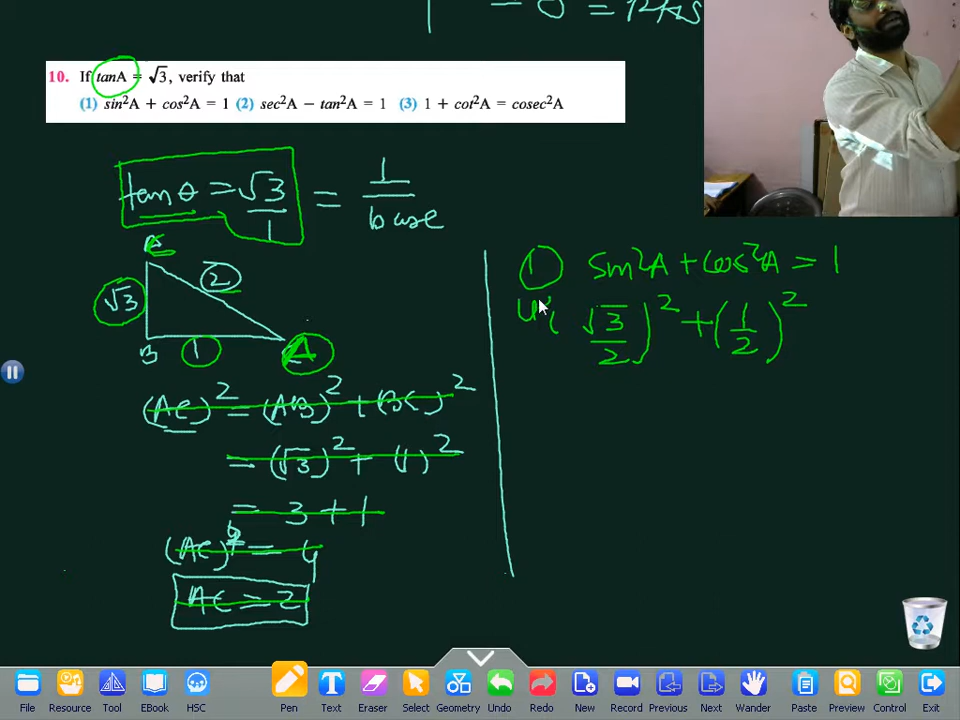 = 0 =
10. If tanA = √3, verify that
(1) sin²A + cos²A = 1 (2) sec²A − tan²A = 1 (3) 1 + cot²A = cosec²A
tan θ = √3/1 = 1/base
√3
2
B
1
A
(AC)² = (AB)² + (BC)²
= (√3)² + (1)²
= 3 + 1
(AC)² = 4
AC = 2
1 sin²A + cos²A = 1
(√3/2)² + (1/2)²
File Resource Tool EBook HSC Pen Text Eraser Select Geometry Undo Redo New Record Previous Next Wander Paste Preview Control Exit